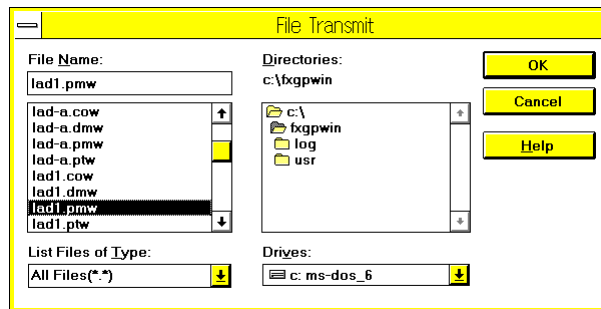 File Transmit
File Name:
lad1.pmw
lad-a.cow
lad-a.dmw
lad-a.pmw
lad-a.ptw
lad1.cow
lad1.dmw
lad1.pmw
lad1.ptw
List Files of Type:
All Files(*.*)
Directories:
c:\fxgpwin
c:\
fxgpwin
log
usr
Drives:
c: ms-dos_6
OK
Cancel
Help